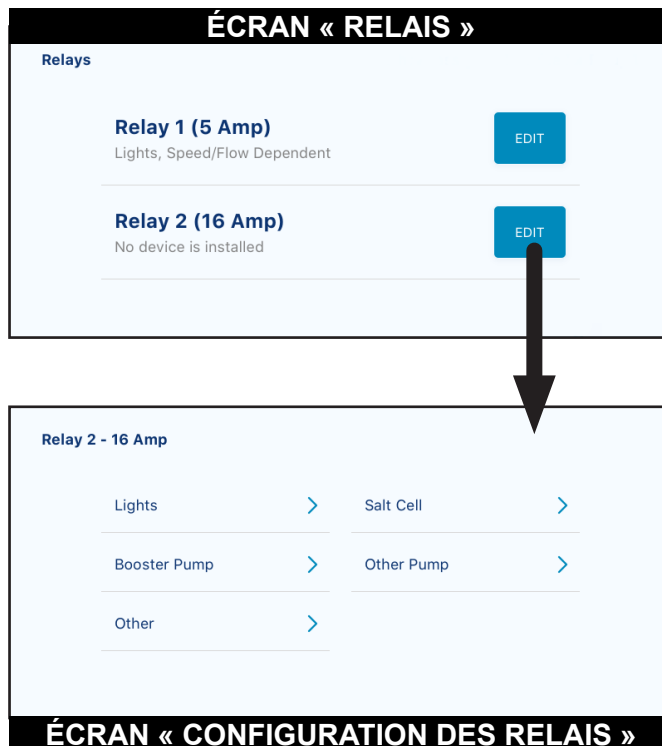 ÉCRAN « RELAIS »
Relays
Relay 1 (5 Amp)
Lights, Speed/Flow Dependent
EDIT
Relay 2 (16 Amp)
No device is installed
EDIT
Relay 2 - 16 Amp
Lights
Salt Cell
Booster Pump
Other Pump
Other
ÉCRAN « CONFIGURATION DES RELAIS »